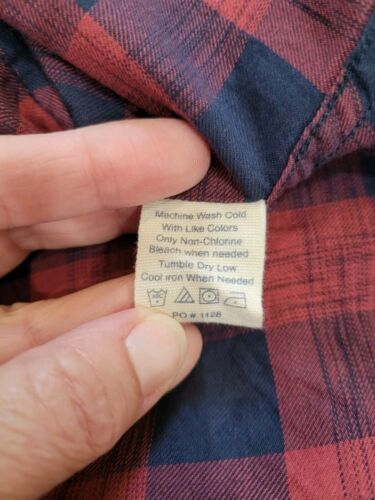 Machine Wash Cold
With Like Colors
Only Non-Chlorine
Bleach when needed
Tumble Dry Low
Cool iron When Needed
PO # 1128